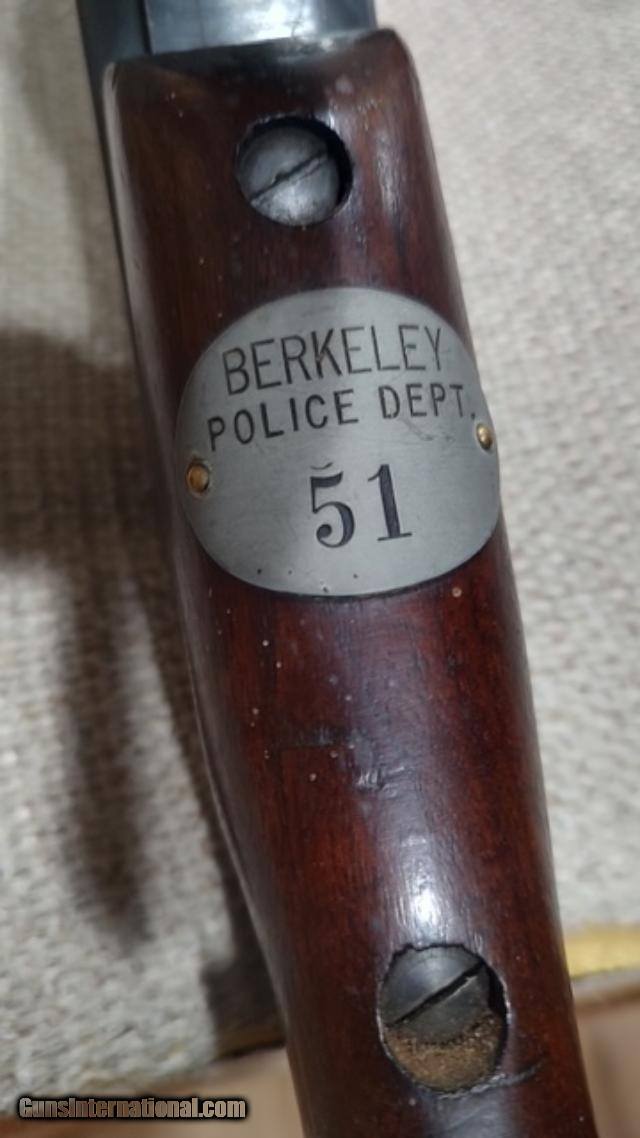 BERKELEY
POLICE DEPT.
51
GunsInternational.com